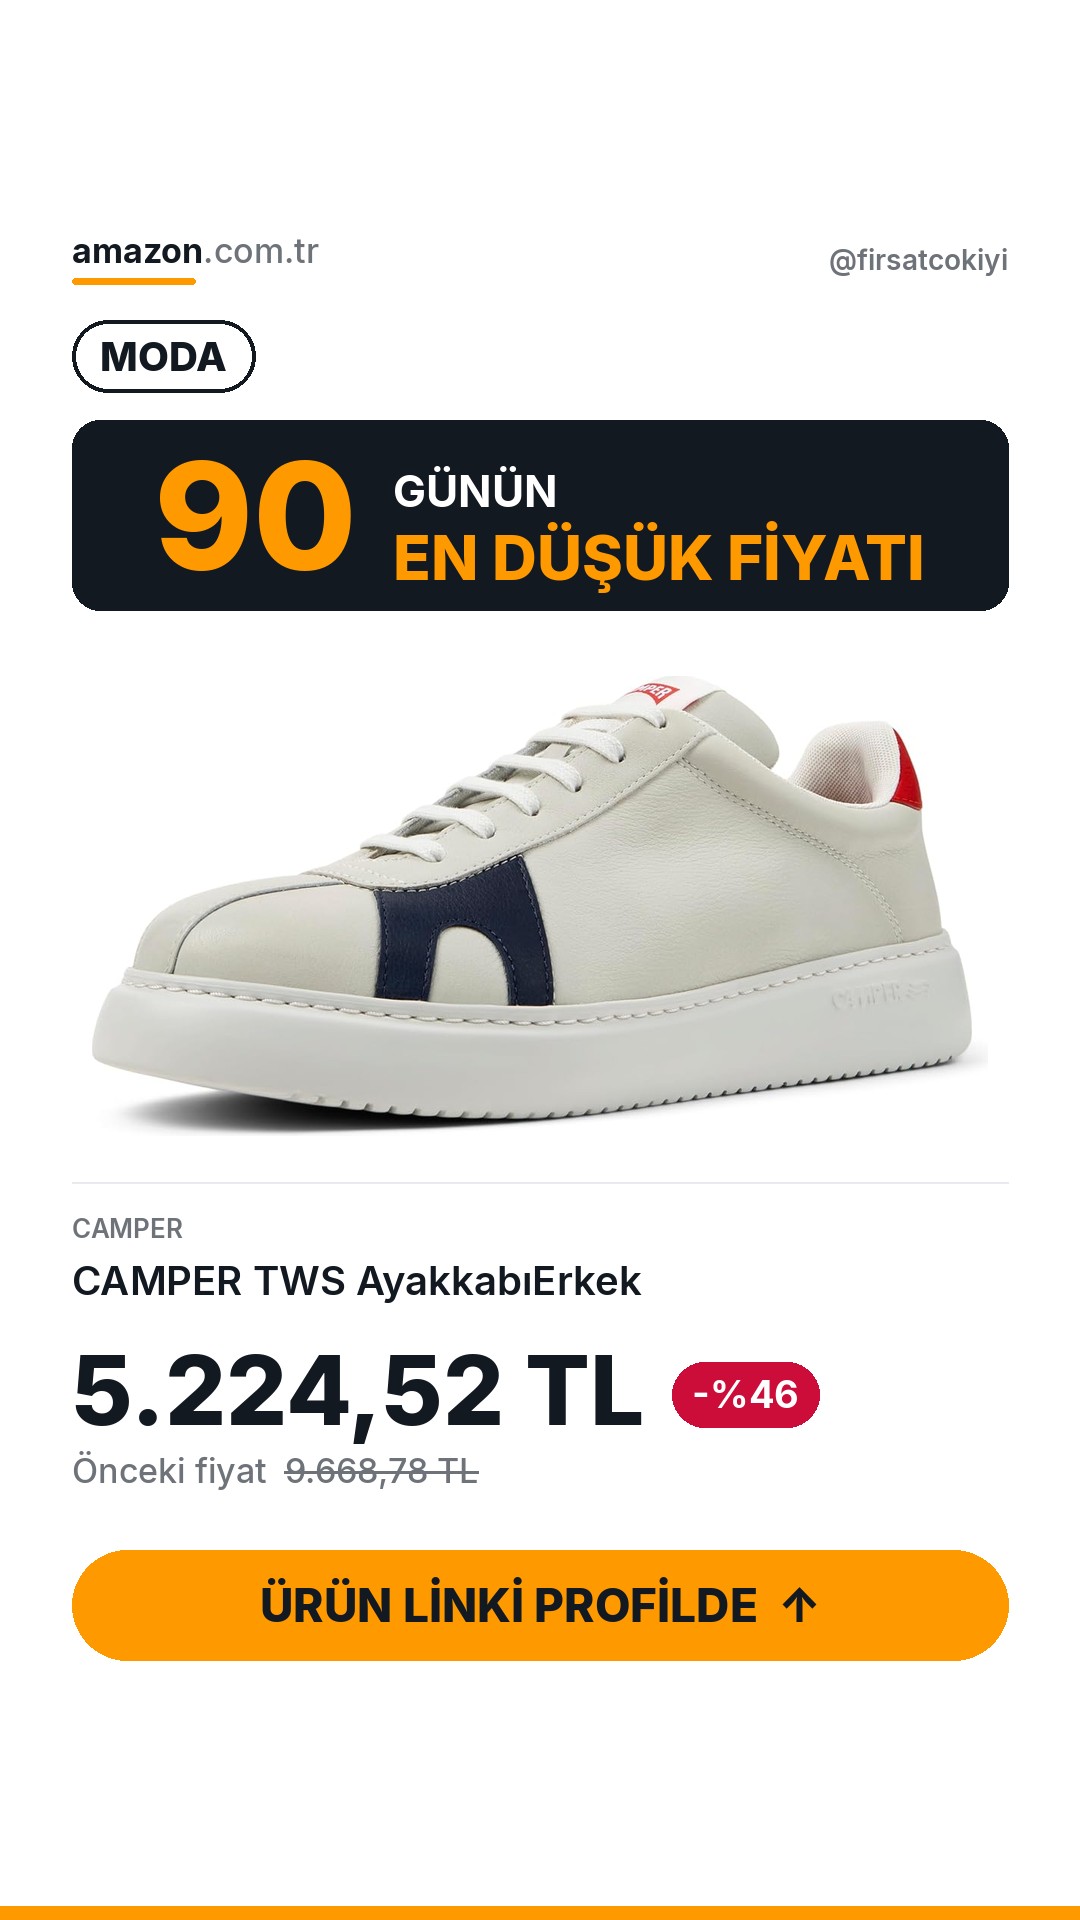 amazon.com.tr
@firsatcokiyi
MODA
90 GÜNÜN
EN DÜŞÜK FİYATI
CAMPER
CAMPER TWS AyakkabıErkek
5.224,52 TL -%46
Önceki fiyat 9.668,78 TL
ÜRÜN LİNKİ PROFİLDE ↑